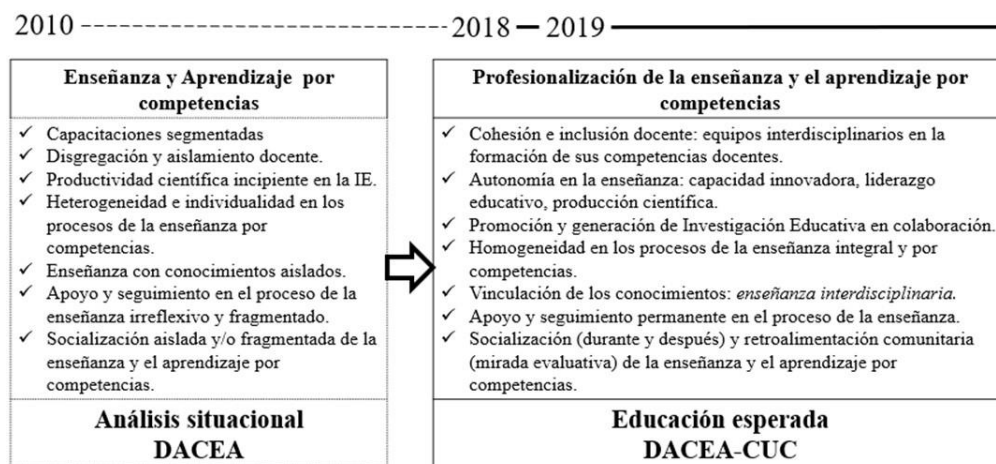 2010
2018
2019
Enseñanza y Aprendizaje por
competencias
✓ Capacitaciones segmentadas
✓ Disgregación y aislamiento docente.
✓ Productividad científica incipiente en la IE.
✓ Heterogeneidad e individualidad en los
procesos de la enseñanza por
competencias.
✓ Enseñanza con conocimientos aislados.
✓ Apoyo y seguimiento en el proceso de la
enseñanza irreflexivo y fragmentado.
✓ Socialización aislada y/o fragmentada de la
enseñanza y el aprendizaje por
competencias.
Análisis situacional
DACEA
Profesionalización de la enseñanza y el aprendizaje por
competencias
✓ Cohesión e inclusión docente: equipos interdisciplinarios en la
formación de sus competencias docentes.
✓ Autonomía en la enseñanza: capacidad innovadora, liderazgo
educativo, producción científica.
✓ Promoción y generación de Investigación Educativa en colaboración.
✓ Homogeneidad en los procesos de la enseñanza integral y por
competencias.
✓ Vinculación de los conocimientos: enseñanza interdisciplinaria.
✓ Apoyo y seguimiento permanente en el proceso de la enseñanza.
✓ Socialización (durante y después) y retroalimentación comunitaria
(mirada evaluativa) de la enseñanza y el aprendizaje por
competencias.
Educación esperada
DACEA-CUC